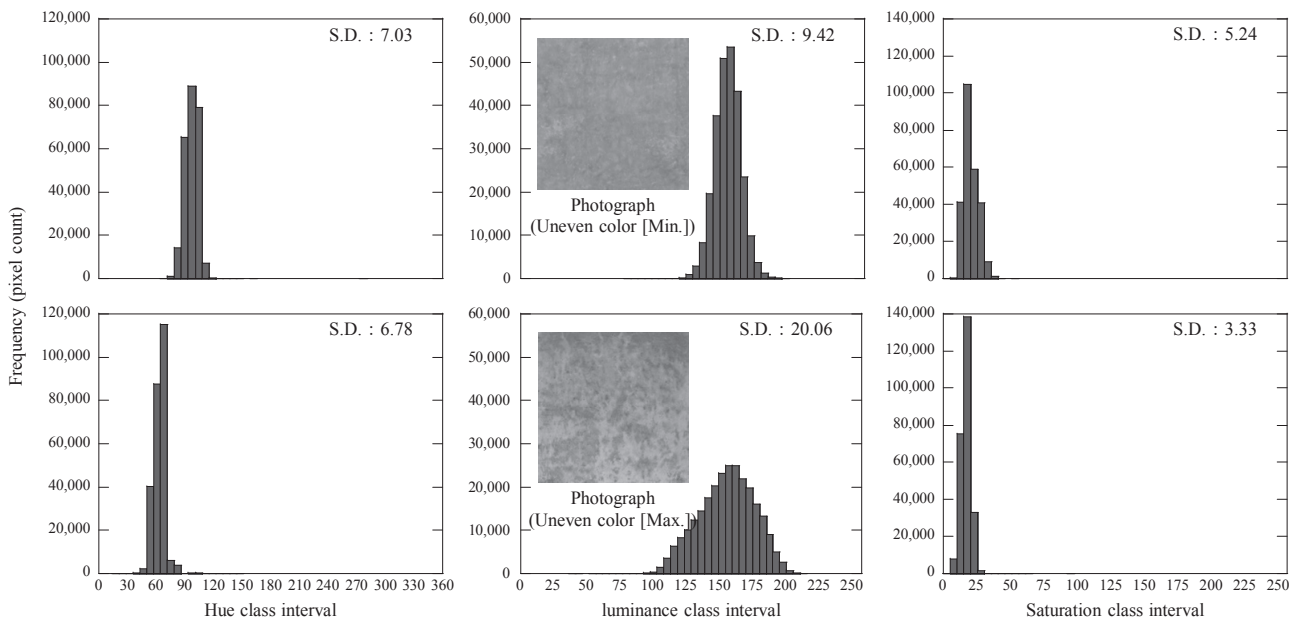 Frequency (pixel count)
120,000
100,000
80,000
60,000
40,000
20,000
0
S.D. : 7.03
60,000
50,000
40,000
30,000
20,000
10,000
0
S.D. : 9.42
Photograph
(Uneven color [Min.])
140,000
120,000
100,000
80,000
60,000
40,000
20,000
0
S.D. : 5.24
120,000
100,000
80,000
60,000
40,000
20,000
0
S.D. : 6.78
0 30 60 90 120 150 180 210 240 270 300 330 360
Hue class interval
60,000
50,000
40,000
30,000
20,000
10,000
0
S.D. : 20.06
Photograph
(Uneven color [Max.])
0 25 50 75 100 125 150 175 200 225 250
luminance class interval
140,000
120,000
100,000
80,000
60,000
40,000
20,000
0
S.D. : 3.33
0 25 50 75 100 125 150 175 200 225 250
Saturation class interval